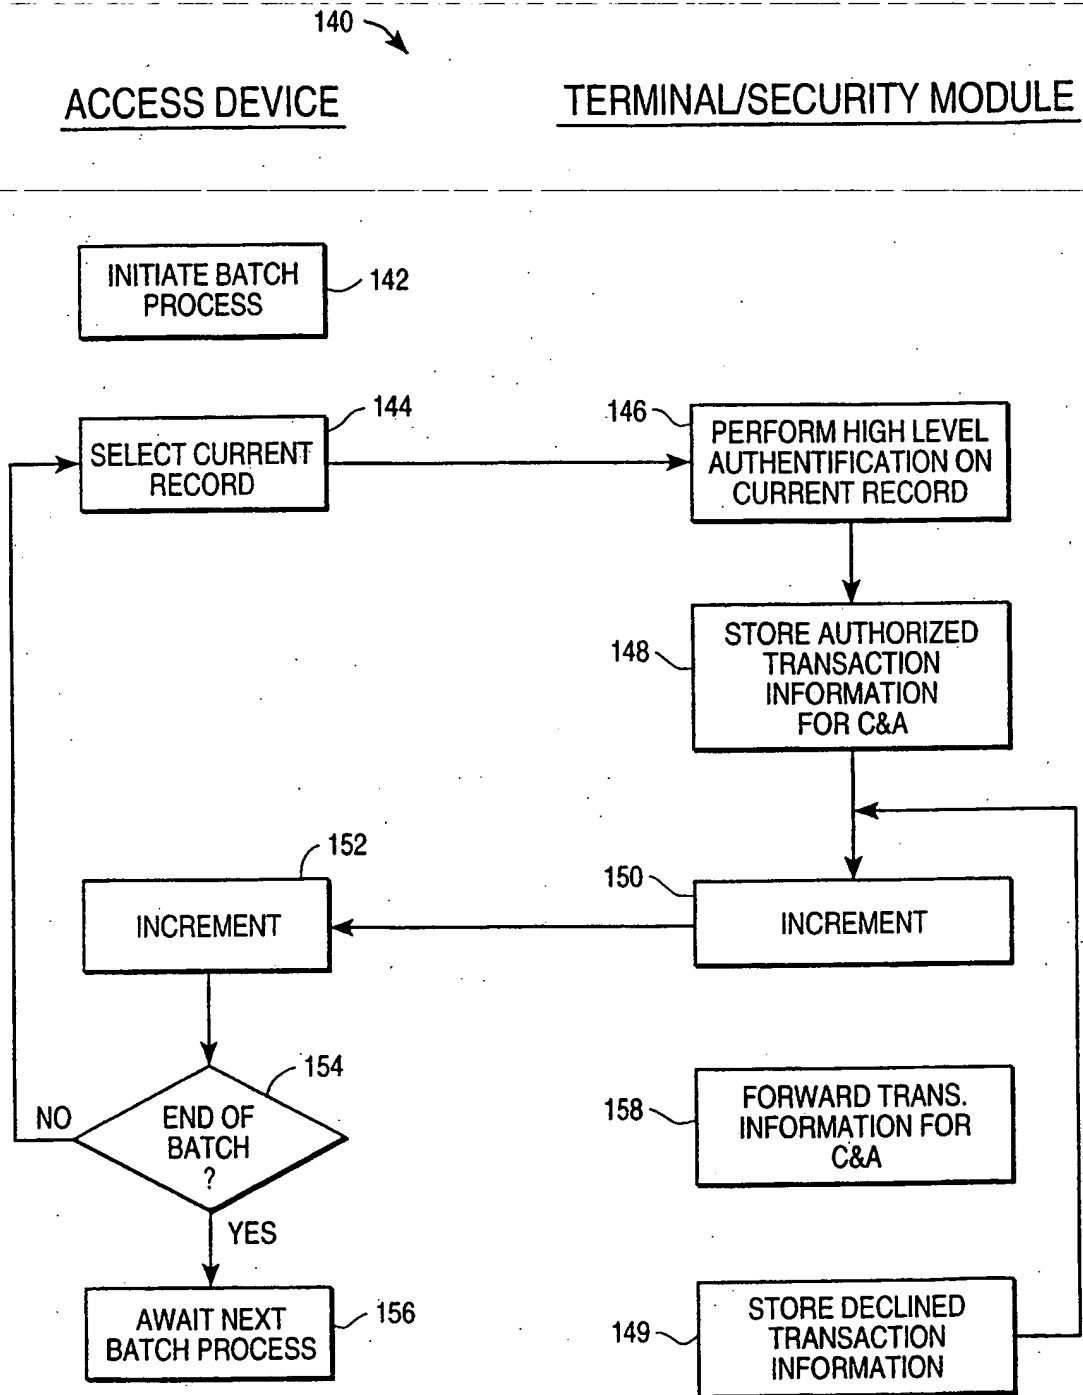 140
ACCESS DEVICE
TERMINAL/SECURITY MODULE
INITIATE BATCH
PROCESS
142
144
SELECT CURRENT
RECORD
146
PERFORM HIGH LEVEL
AUTHENTIFICATION ON
CURRENT RECORD
148
STORE AUTHORIZED
TRANSACTION
INFORMATION
FOR C&A
152
INCREMENT
150
INCREMENT
154
END OF
BATCH
?
NO
YES
158
FORWARD TRANS.
INFORMATION FOR
C&A
AWAIT NEXT
BATCH PROCESS
156
149
STORE DECLINED
TRANSACTION
INFORMATION